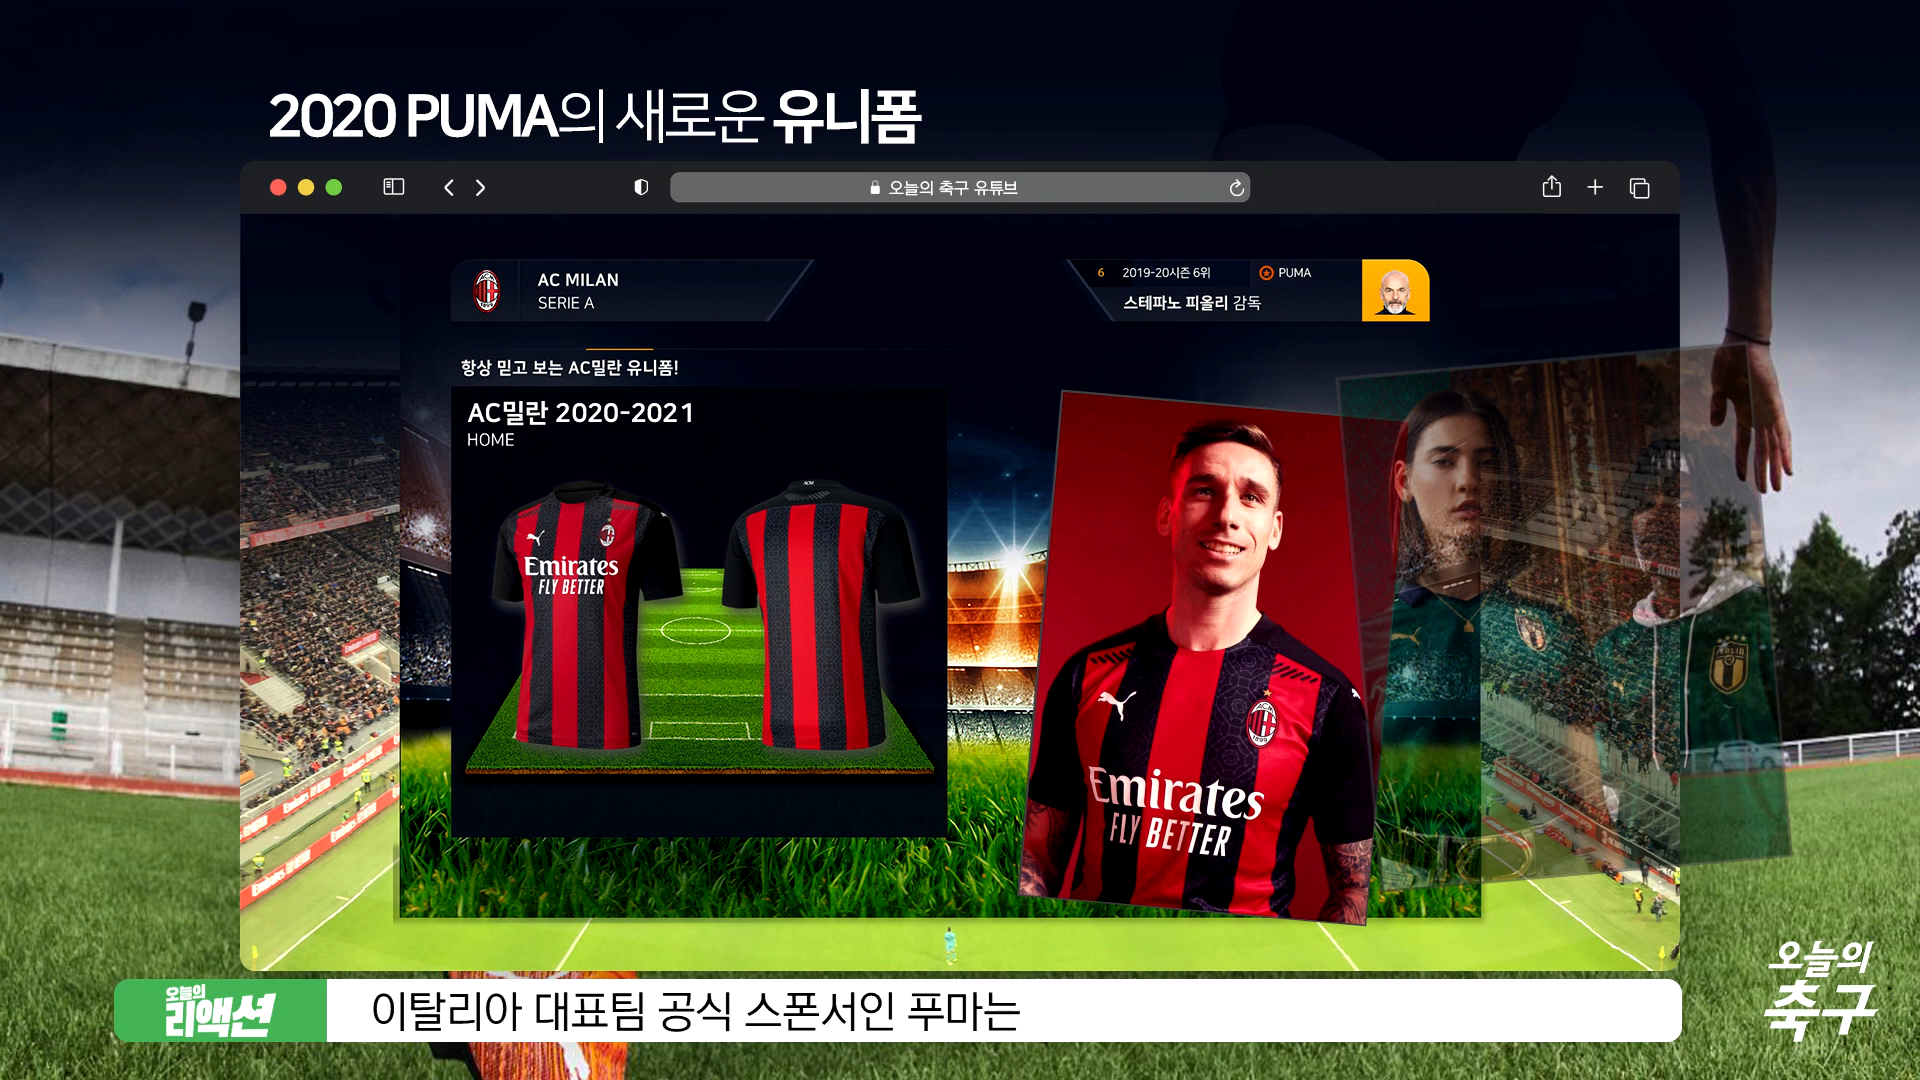 2020 PUMA의 새로운 유니폼
오늘의 축구 유튜브
AC MILAN
SERIE A
6 2019-20시즌 6위 PUMA
스테파노 피올리 감독
항상 믿고 보는 AC밀란 유니폼!
AC밀란 2020-2021
HOME
ACM
Emirates
FLY BETTER
ACM
1899
Emirates
FLY BETTER
ITALIA
오늘의
리액션
이탈리아 대표팀 공식 스폰서인 푸마는
오늘의
축구